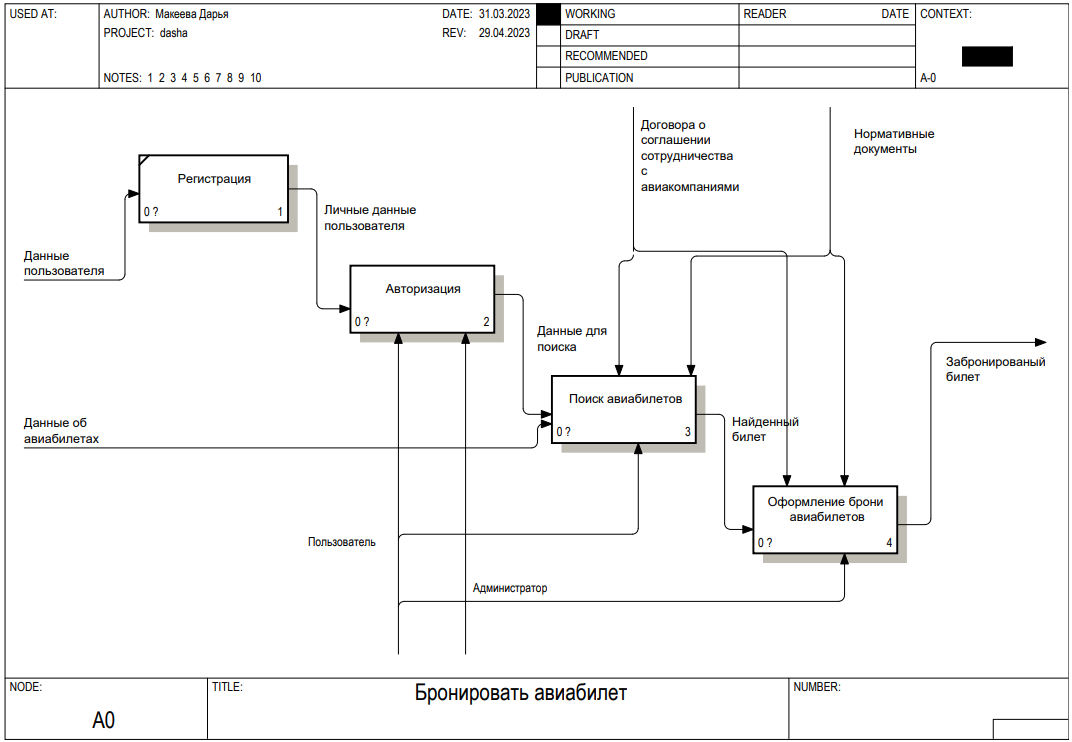 USED AT:
AUTHOR: Макеева Дарья
DATE: 31.03.2023
PROJECT: dasha
REV: 29.04.2023
NOTES: 1 2 3 4 5 6 7 8 9 10
WORKING
DRAFT
RECOMMENDED
PUBLICATION
READER
DATE
CONTEXT:
A-0
Договора о
соглашении
сотрудничества
с
авиакомпаниями
Нормативные
документы
Регистрация
0 ?
1
Личные данные
пользователя
Данные
пользователя
Авторизация
0 ?
2
Данные для
поиска
Забронированый
билет
Поиск авиабилетов
0 ?
3
Данные об
авиабилетах
Найденный
билет
Оформление брони
авиабилетов
0 ?
4
Пользователь
Администратор
NODE:
A0
TITLE:
Бронировать авиабилет
NUMBER: